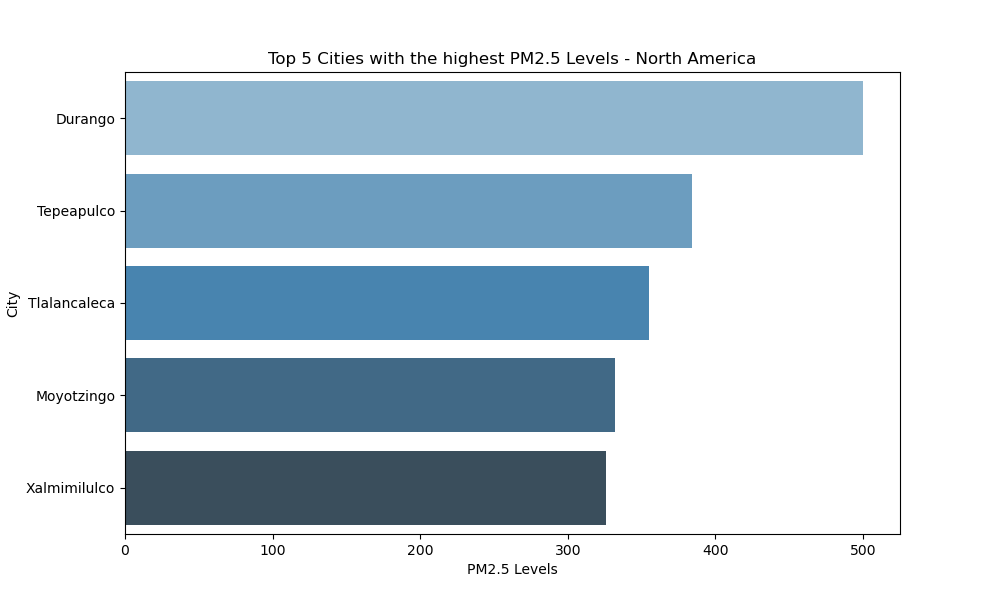 Top 5 Cities with the highest PM2.5 Levels - North America
City
Durango
Tepeapulco
Tlalancaleca
Moyotzingo
Xalmimilulco
0 100 200 300 400 500
PM2.5 Levels